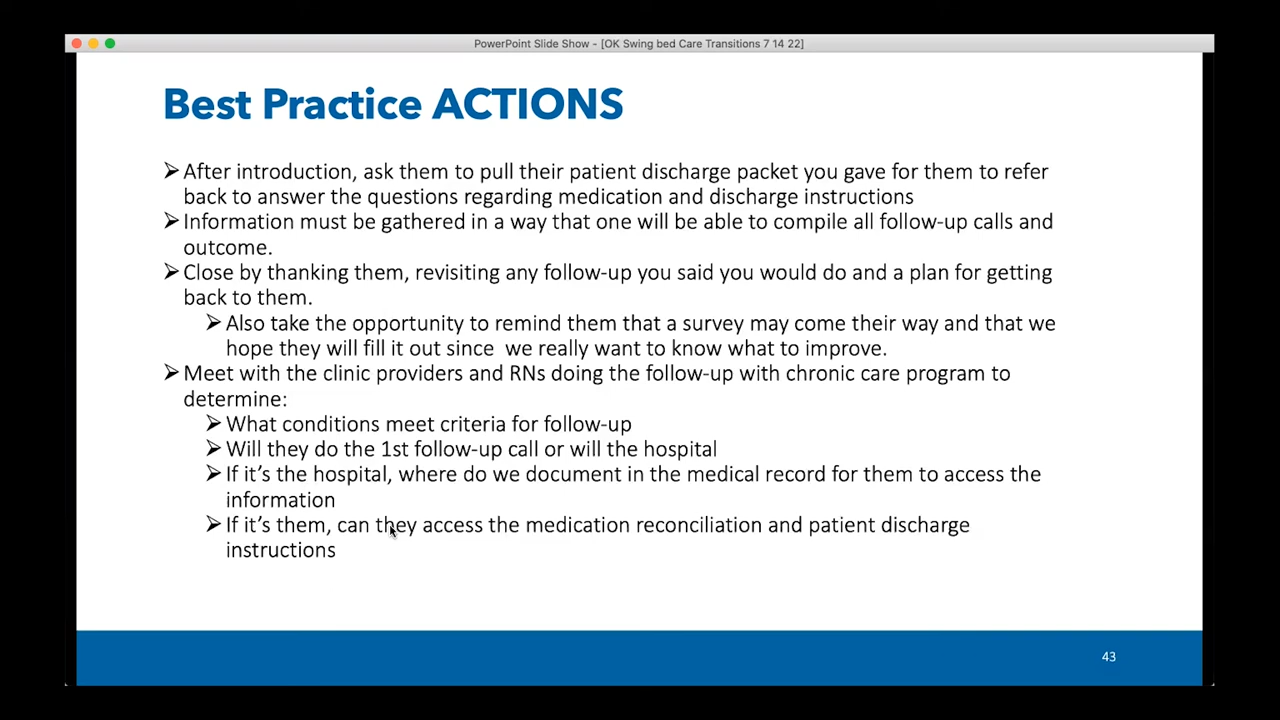 PowerPoint Slide Show - [OK Swing bed Care Transitions 7 14 22]
Best Practice ACTIONS
➢After introduction, ask them to pull their patient discharge packet you gave for them to refer
back to answer the questions regarding medication and discharge instructions
➢Information must be gathered in a way that one will be able to compile all follow-up calls and
outcome.
➢Close by thanking them, revisiting any follow-up you said you would do and a plan for getting
back to them.
➢Also take the opportunity to remind them that a survey may come their way and that we
hope they will fill it out since  we really want to know what to improve.
➢Meet with the clinic providers and RNs doing the follow-up with chronic care program to
determine:
➢What conditions meet criteria for follow-up
➢Will they do the 1st follow-up call or will the hospital
➢If it's the hospital, where do we document in the medical record for them to access the
information
➢If it's them, can they access the medication reconciliation and patient discharge
instructions
43